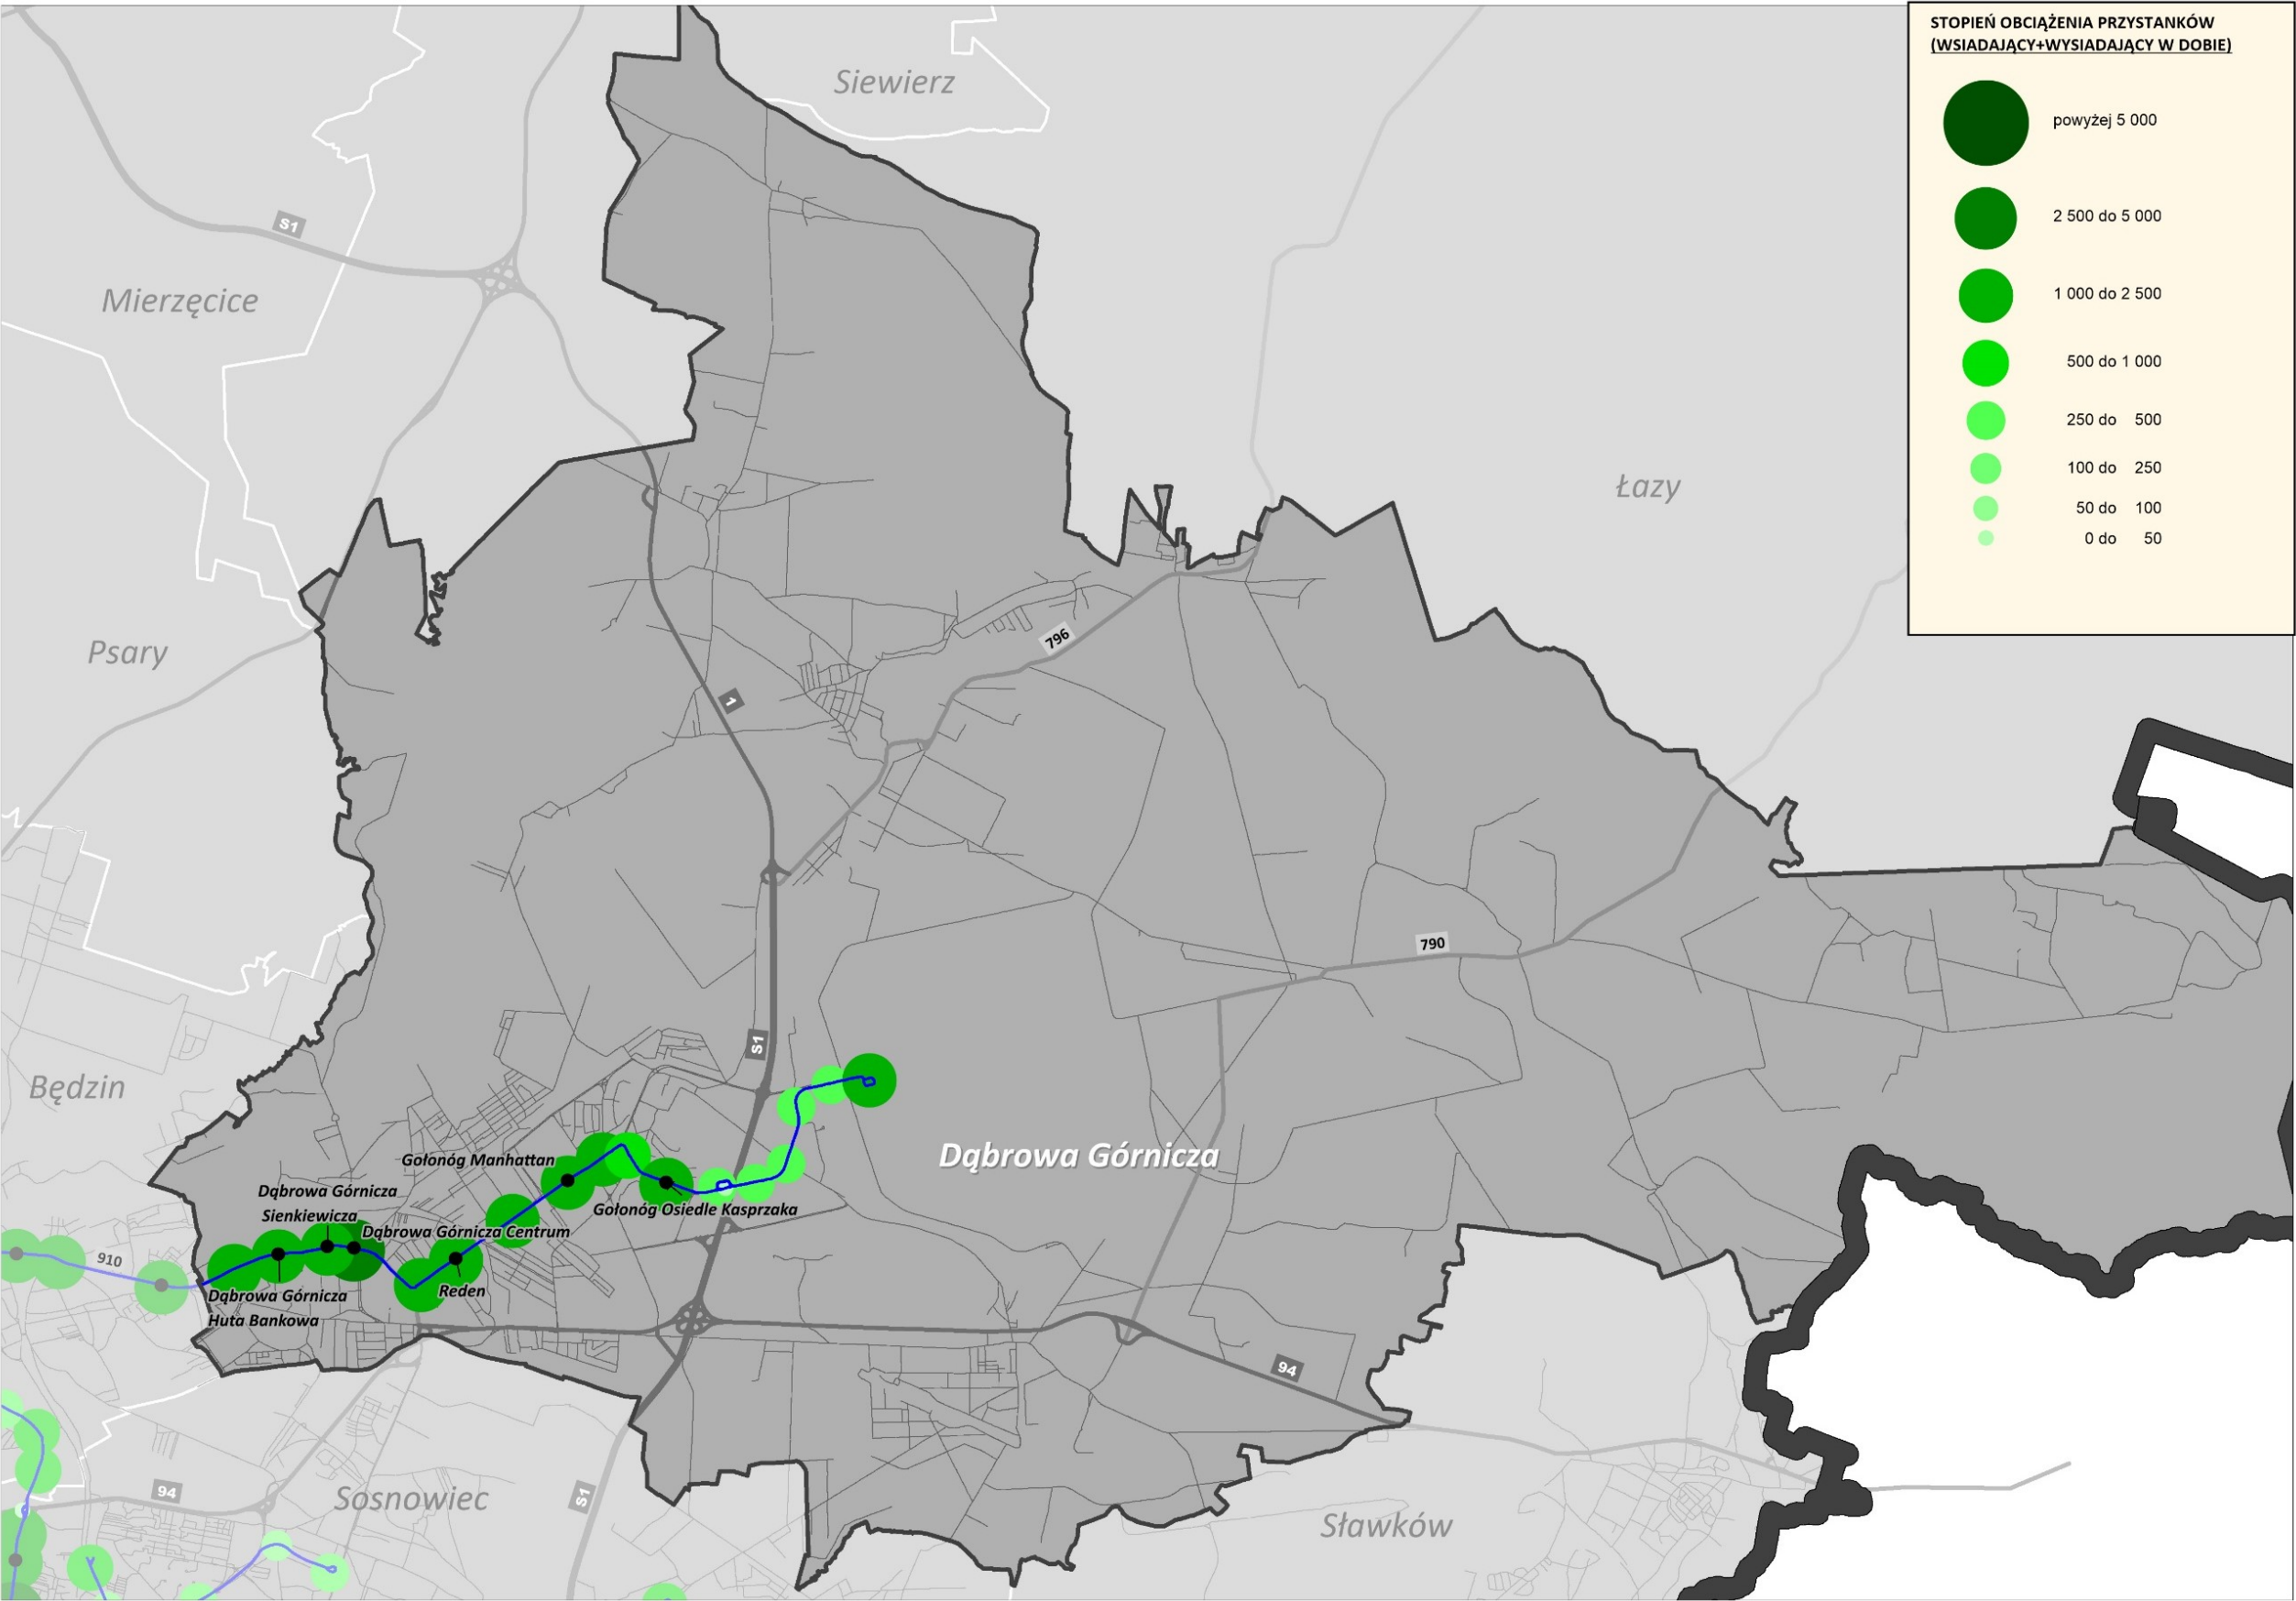 STOPIEŃ OBCIĄŻENIA PRZYSTANKÓW
(WSIADAJĄCY+WYSIADAJĄCY W DOBIE)
powyżej 5 000
2 500 do 5 000
1 000 do 2 500
500 do 1 000
250 do 500
100 do 250
50 do 100
0 do 50
Siewierz
S1
Mierzęcice
Łazy
796
Psary
1
790
S1
Będzin
Dąbrowa Górnicza
Gołonóg Manhattan
Dąbrowa Górnicza
Sienkiewicza
Gołonóg Osiedle Kasprzaka
Dąbrowa Górnicza Centrum
910
Reden
Dąbrowa Górnicza
Huta Bankowa
94
94
Sosnowiec
S1
Sławków